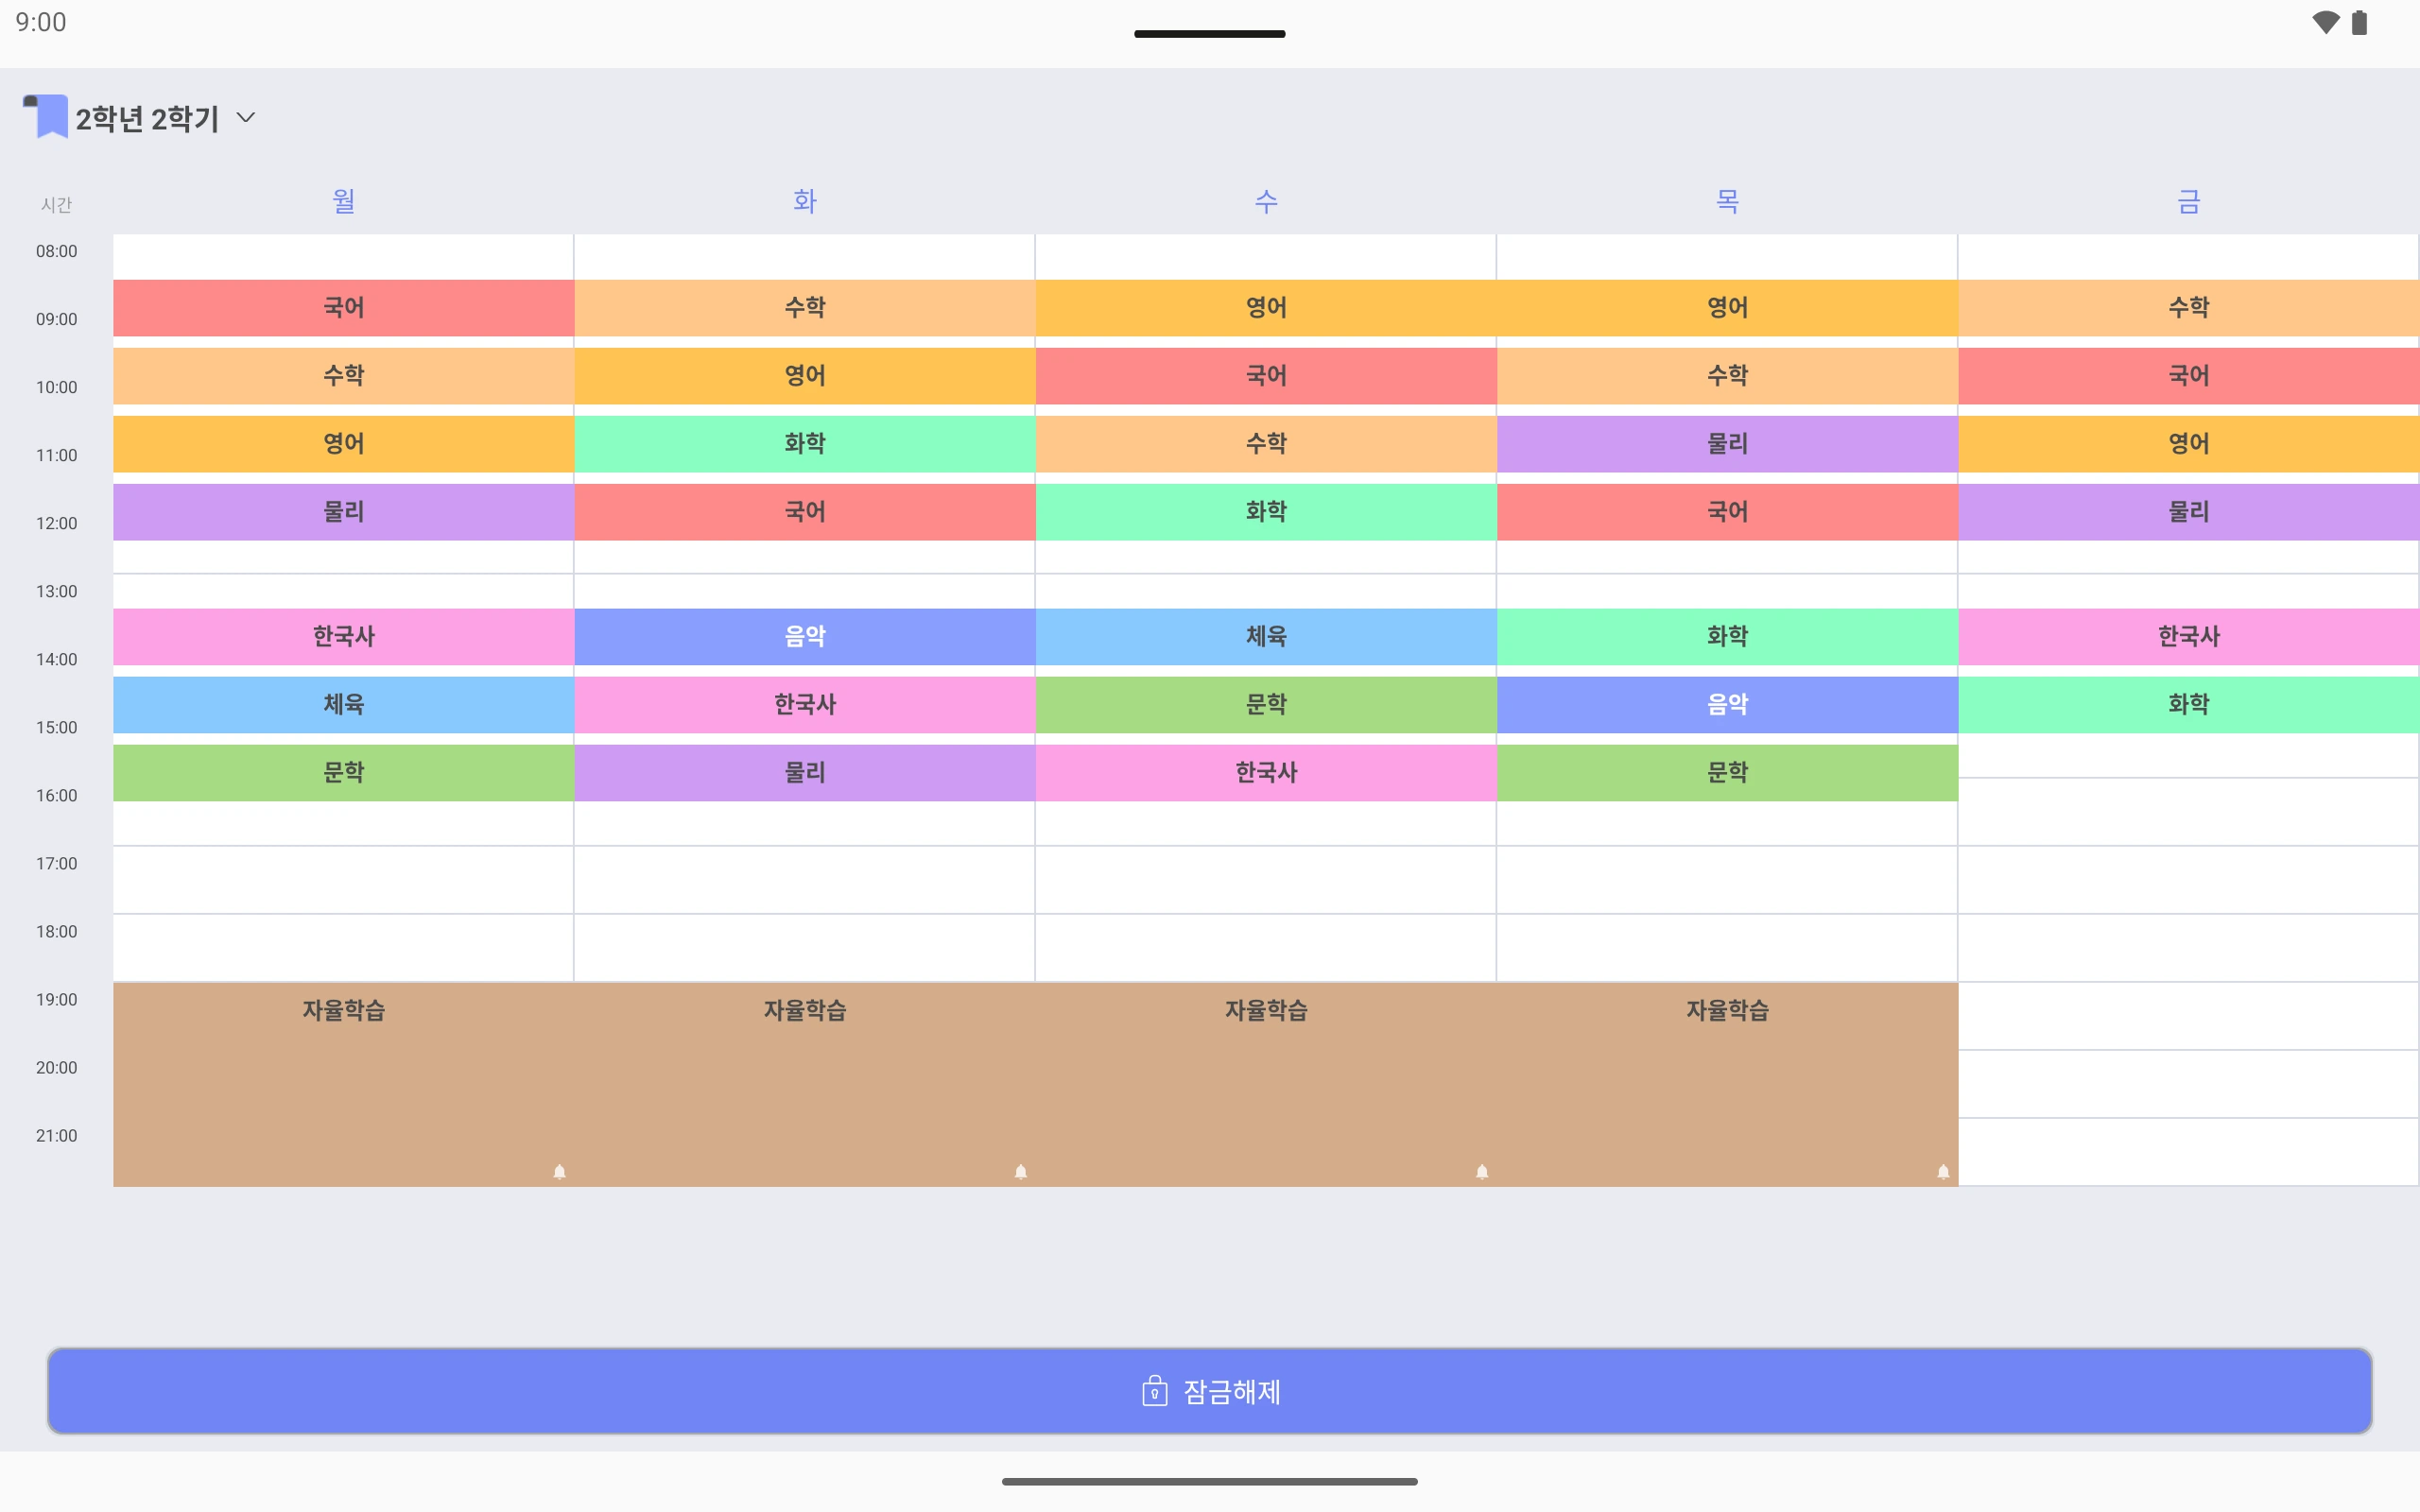 9:00
2학년 2학기
시간 월 화 수 목 금
08:00
국어 수학 영어 영어 수학
09:00
수학 영어 국어 수학 국어
10:00
영어 화학 수학 물리 영어
11:00
물리 국어 화학 국어 물리
12:00
13:00
한국사 음악 체육 화학 한국사
14:00
체육 한국사 문학 음악 화학
15:00
문학 물리 한국사 문학
16:00
17:00
18:00
19:00
자율학습 자율학습 자율학습 자율학습
20:00
21:00
잠금해제